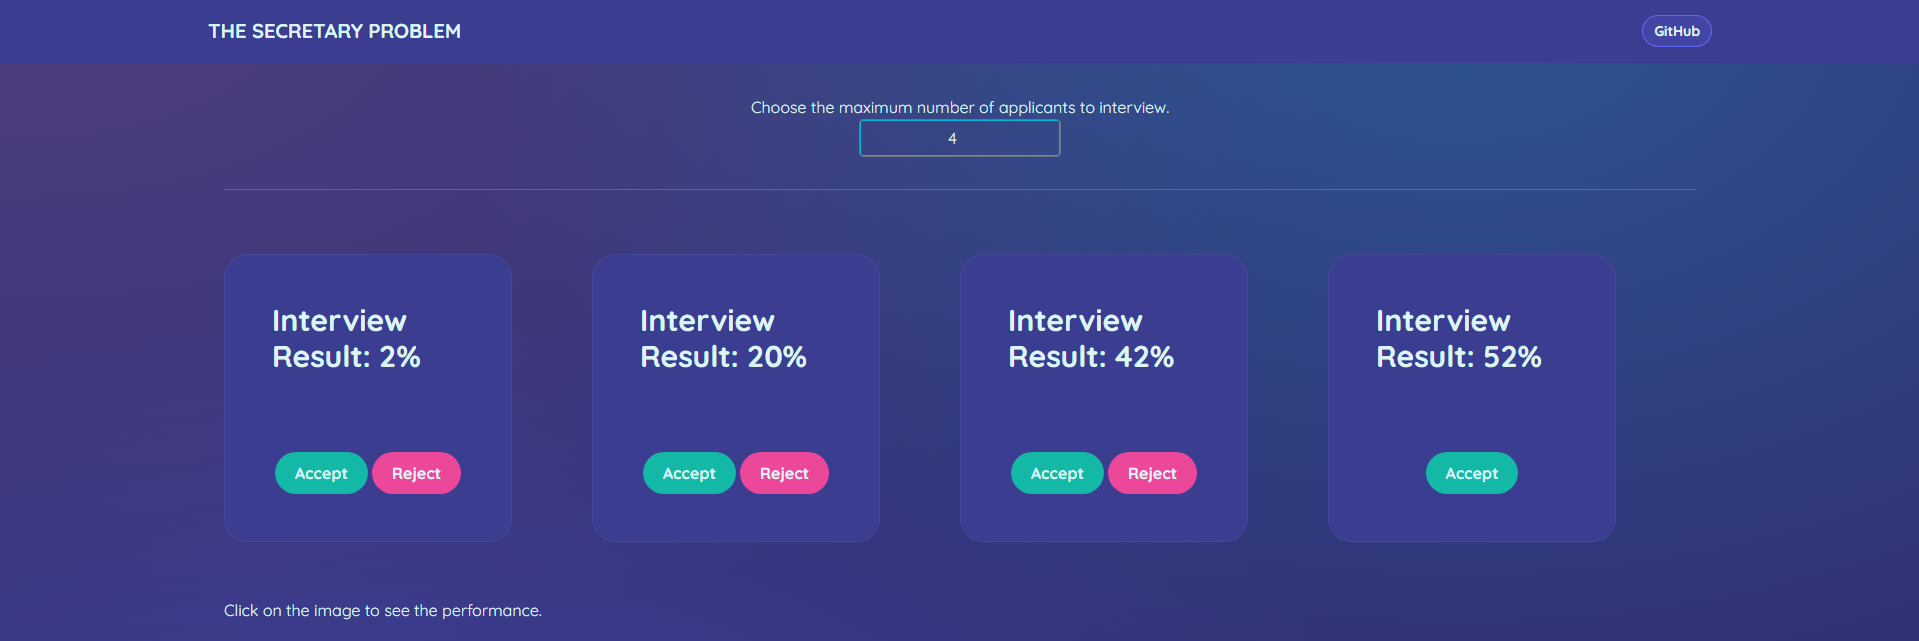 THE SECRETARY PROBLEM
GitHub
Choose the maximum number of applicants to interview.
4
Interview
Result: 2%
Accept
Reject
Interview
Result: 20%
Accept
Reject
Interview
Result: 42%
Accept
Reject
Interview
Result: 52%
Accept
Click on the image to see the performance.